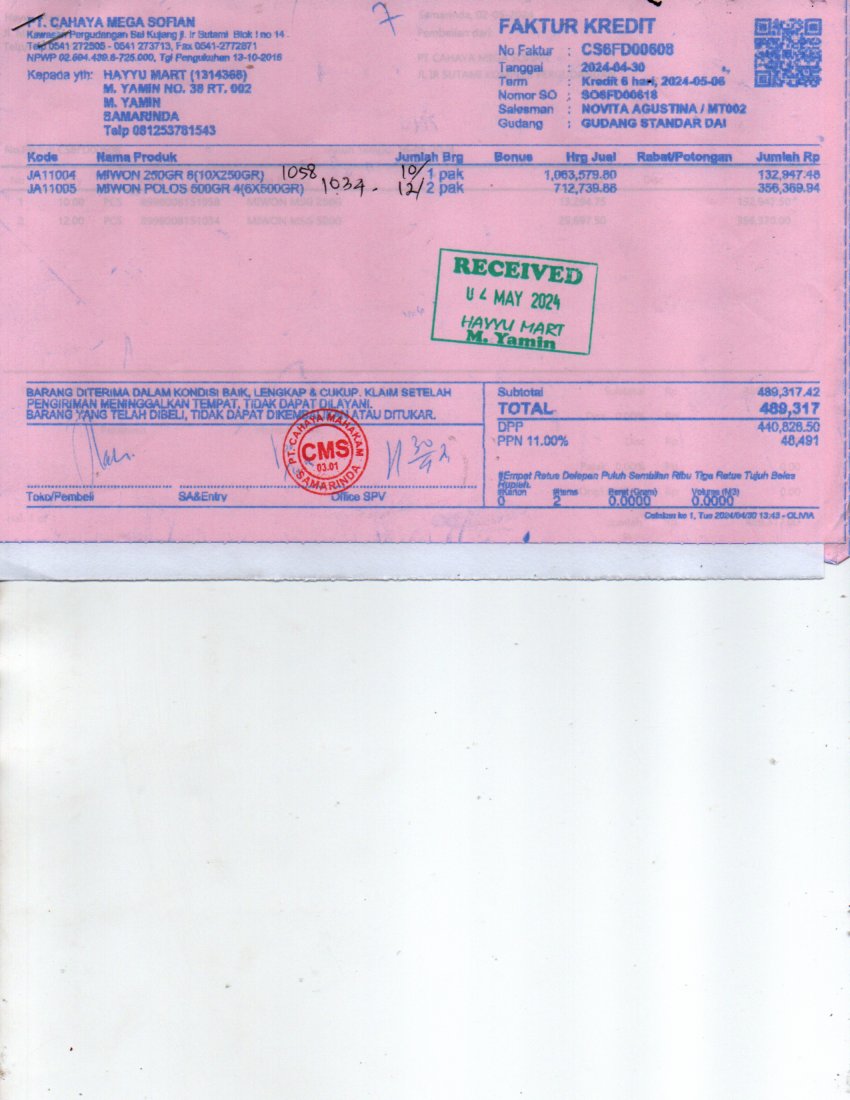 PT. CAHAYA MEGA SOFIAN
Kawasan Pergudangan Sei Kujang jl. Ir Sutami Blok I no 14 .
Telp 0541 272505 - 0541 273713, Fax 0541-2772871
NPWP 02.694.439.6-725.000, Tgl Pengukuhan 13-10-2016
Kepada yth: HAYYU MART (1314366)
M. YAMIN NO. 38 RT. 002
M. YAMIN
SAMARINDA
Telp 081253781543
7
FAKTUR KREDIT
No Faktur : CS6FD00608
Tanggal : 2024-04-30
Term : Kredit 6 hari, 2024-05-06
Nomor SO : SO6FD00618
Salesman : NOVITA AGUSTINA / MT002
Gudang : GUDANG STANDAR DAI
Kode Nama Produk Jumlah Brg Bonus Hrg Jual Rabat/Potongan Jumlah Rp
JA11004 MIWON 250GR 8(10X250GR) 1058 10/ 1 pak 1,063,579.80 132,947.48
JA11005 MIWON POLOS 500GR 4(6X500GR) 1034 - 12/ 2 pak 712,739.88 356,369.94
RECEIVED
04 MAY 2024
HAYYU MART
M. Yamin
BARANG DITERIMA DALAM KONDISI BAIK, LENGKAP & CUKUP. KLAIM SETELAH
PENGIRIMAN MENINGGALKAN TEMPAT, TIDAK DAPAT DILAYANI.
BARANG YANG TELAH DIBELI, TIDAK DAPAT DIKEMBALIKAN ATAU DITUKAR.
PT. CAHAYA MAHAKAM
CMS
03.01
SAMARINDA
30/4
Toko/Pembeli SA&Entry Office SPV
Subtotal 489,317.42
TOTAL 489,317
DPP 440,826.50
PPN 11.00% 48,491
#Empat Ratus Delapan Puluh Sembilan Ribu Tiga Ratus Tujuh Belas
Rupiah.
#Karton #Items Berat (Gram) Volume (M3)
0 2 0.0000 0.0000
Cetakan ke 1, Tue 2024/04/30 13:43 - OLIVIA